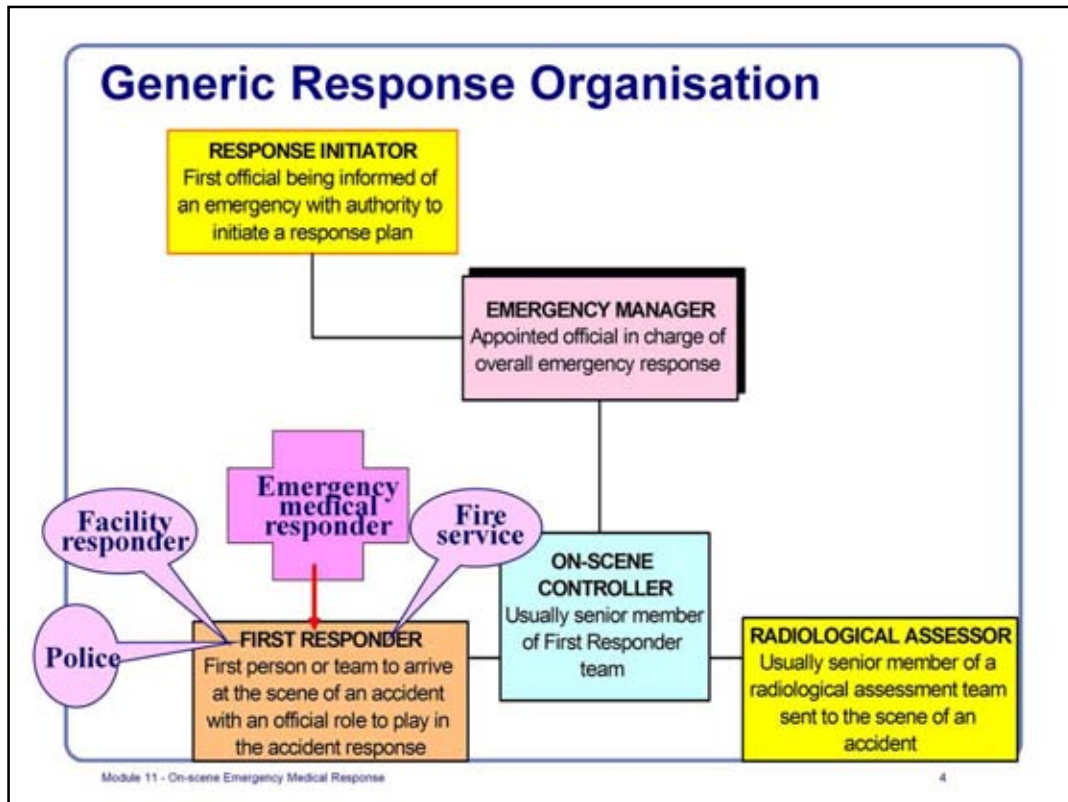 Generic Response Organisation
RESPONSE INITIATOR
First official being informed of
an emergency with authority to
initiate a response plan
EMERGENCY MANAGER
Appointed official in charge of
overall emergency response
Emergency
medical
responder
Facility
responder
Fire
service
Police
ON-SCENE
CONTROLLER
Usually senior member
of First Responder
team
FIRST RESPONDER
First person or team to arrive
at the scene of an accident
with an official role to play in
the accident response
RADIOLOGICAL ASSESSOR
Usually senior member of a
radiological assessment team
sent to the scene of an
accident
Module 11 - On-scene Emergency Medical Response
4